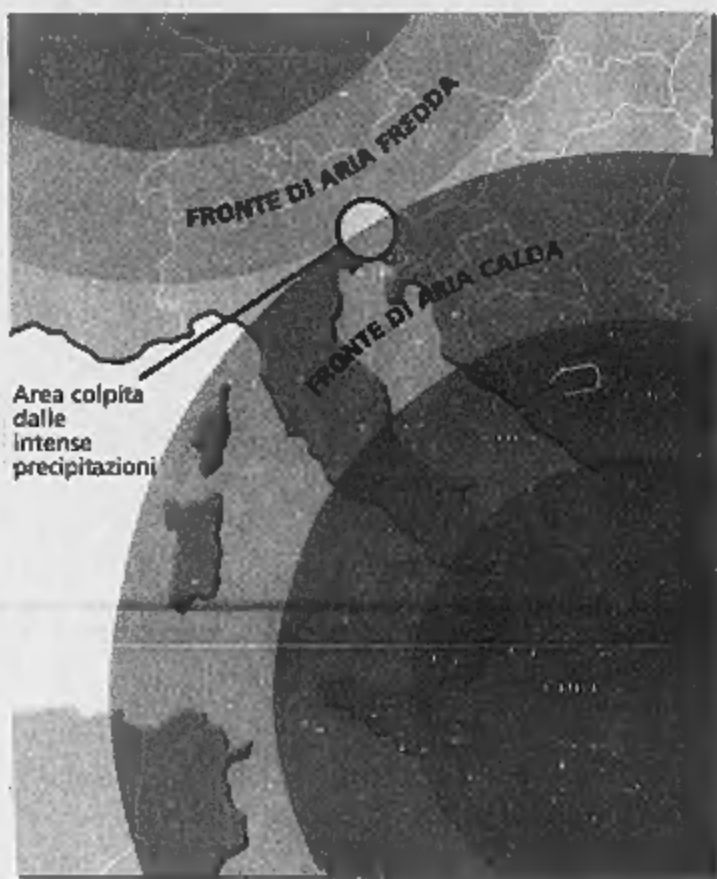 FRONTE DI ARIA FREDDA
FRONTE DI ARIA CALDA
Area colpita
dalle
intense
precipitazioni